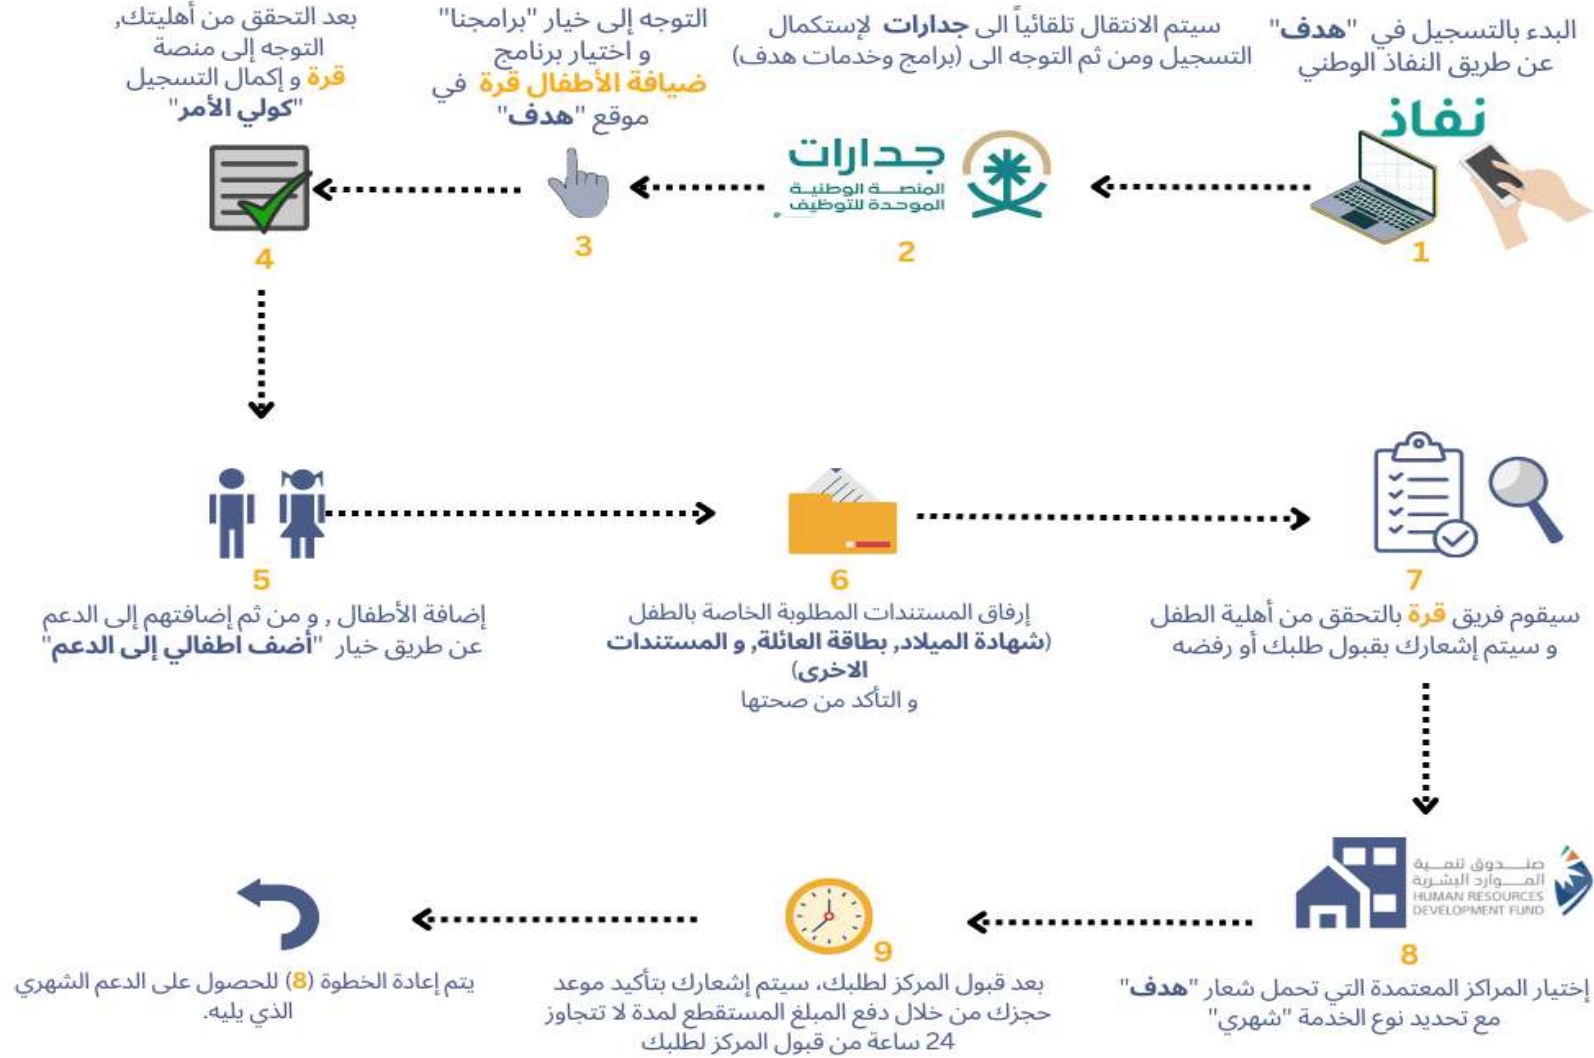 البدء بالتسجيل في "هدف"
عن طريق النفاذ الوطني
نفاذ
1
سيتم الانتقال تلقائياً الى جدارات لإستكمال
التسجيل ومن ثم التوجه الى (برامج وخدمات هدف)
جدارات
المنصة الوطنية
الموحدة للتوظيف
2
التوجه إلى خيار "برامجنا"
و اختيار برنامج
ضيافة الأطفال قرة في
موقع "هدف"
3
بعد التحقق من أهليتك,
التوجه إلى منصة
قرة و إكمال التسجيل
"كولي الأمر"
4
5
إضافة الأطفال , و من ثم إضافتهم إلى الدعم
عن طريق خيار "أضف اطفالي إلى الدعم"
6
إرفاق المستندات المطلوبة الخاصة بالطفل
(شهادة الميلاد, بطاقة العائلة, و المستندات
الاخرى)
و التأكد من صحتها
7
سيقوم فريق قرة بالتحقق من أهلية الطفل
و سيتم إشعارك بقبول طلبك أو رفضه
صندوق تنمية
الموارد البشرية
HUMAN RESOURCES
DEVELOPMENT FUND
8
إختيار المراكز المعتمدة التي تحمل شعار "هدف"
مع تحديد نوع الخدمة "شهري"
9
بعد قبول المركز لطلبك، سيتم إشعارك بتأكيد موعد
حجزك من خلال دفع المبلغ المستقطع لمدة لا تتجاوز
24 ساعة من قبول المركز لطلبك
يتم إعادة الخطوة (8) للحصول على الدعم الشهري
الذي يليه.